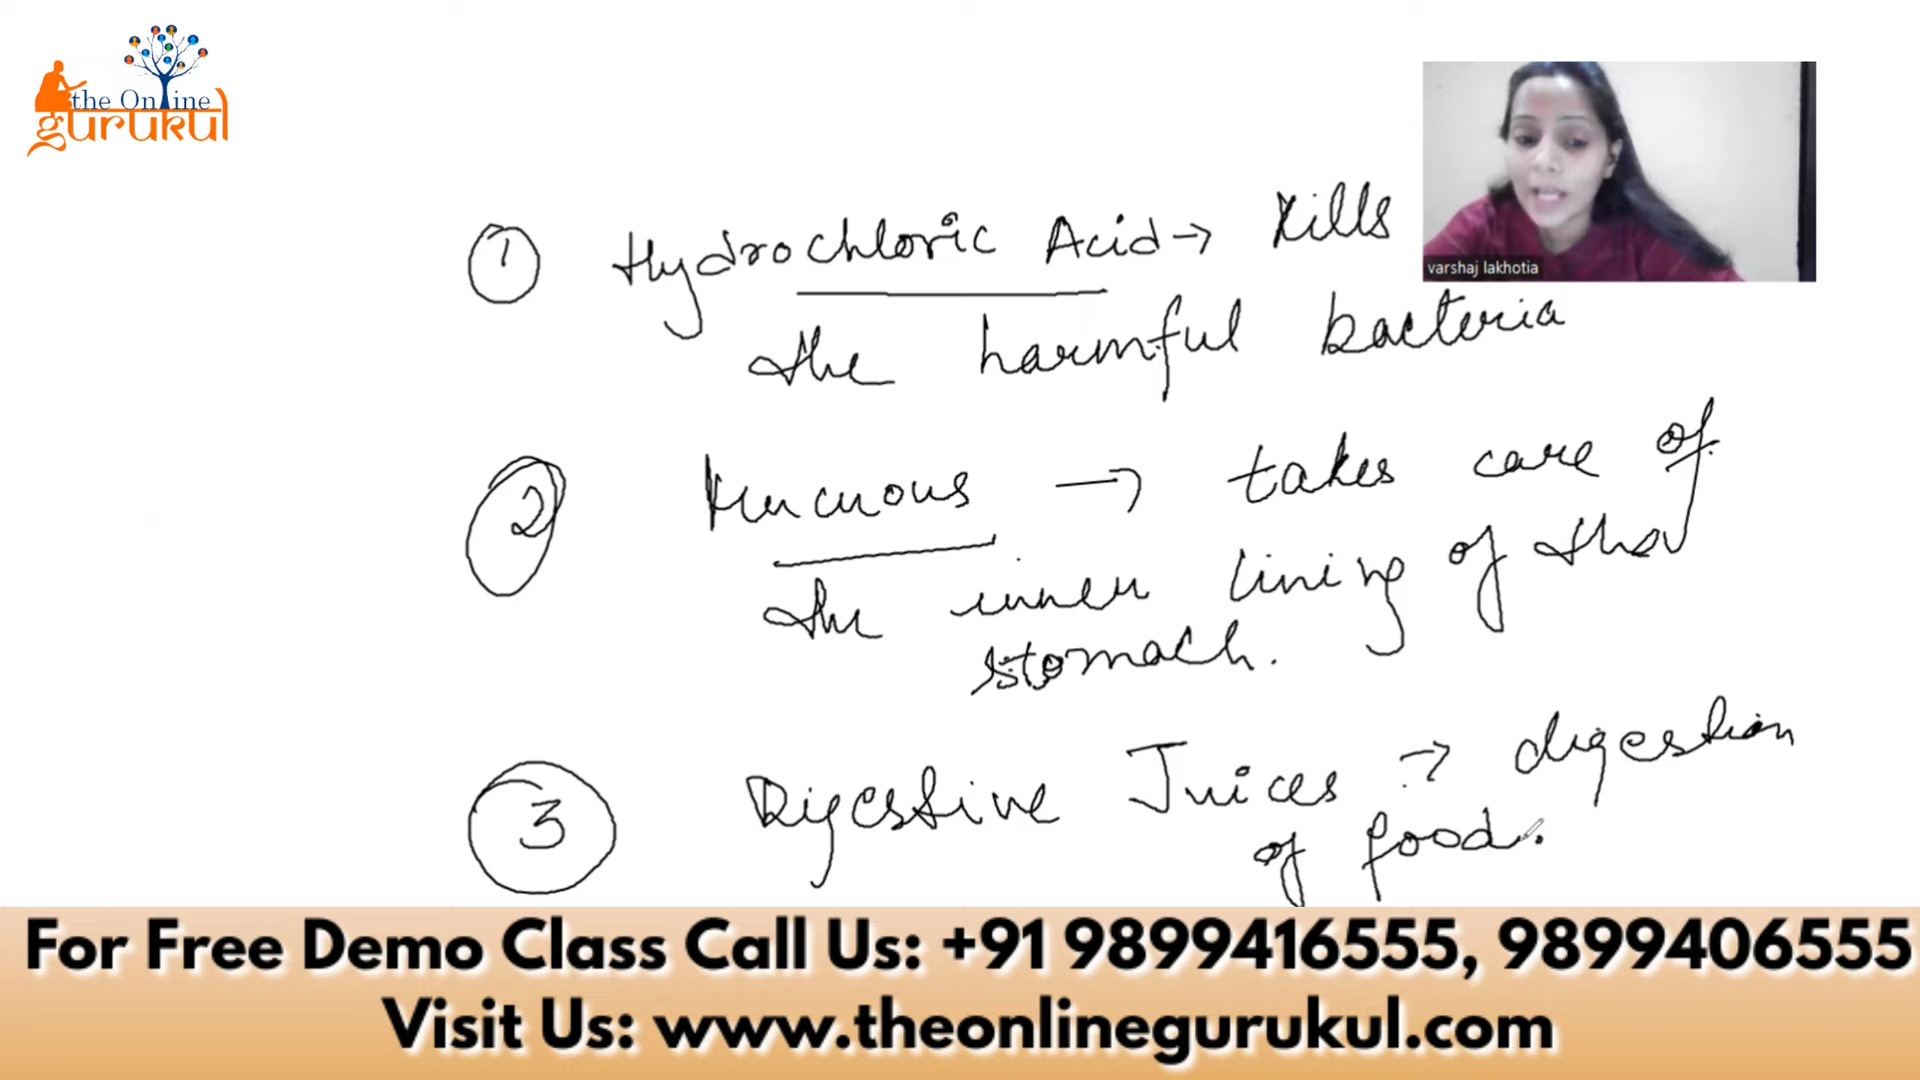 the Online
gurukul
varshaj lakhotia
1 Hydrochloric Acid → Kills
the harmful bacteria
2 Mucuous → takes care of
the inner lining of the
stomach.
3 Digestive Juices → digestion
of food.
For Free Demo Class Call Us: +91 9899416555, 9899406555
Visit Us: www.theonlinegurukul.com